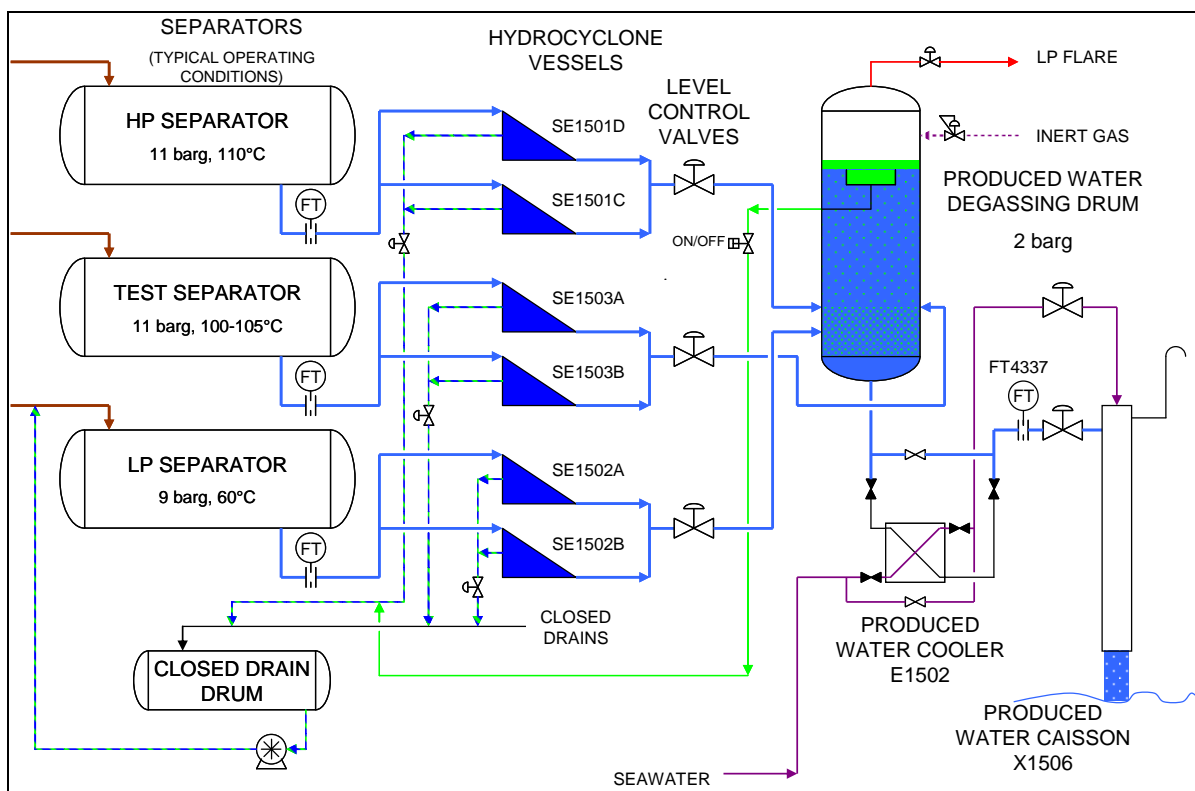 SEPARATORS
(TYPICAL OPERATING
CONDITIONS)
HYDROCYCLONE
VESSELS
LEVEL
CONTROL
VALVES
LP FLARE
INERT GAS
PRODUCED WATER
DEGASSING DRUM
2 barg
HP SEPARATOR
11 barg, 110°C
FT
SE1501D
SE1501C
ON/OFF
TEST SEPARATOR
11 barg, 100-105°C
FT
SE1503A
SE1503B
FT4337
FT
LP SEPARATOR
9 barg, 60°C
FT
SE1502A
SE1502B
CLOSED
DRAINS
CLOSED DRAIN
DRUM
PRODUCED
WATER COOLER
E1502
PRODUCED
WATER CAISSON
X1506
SEAWATER